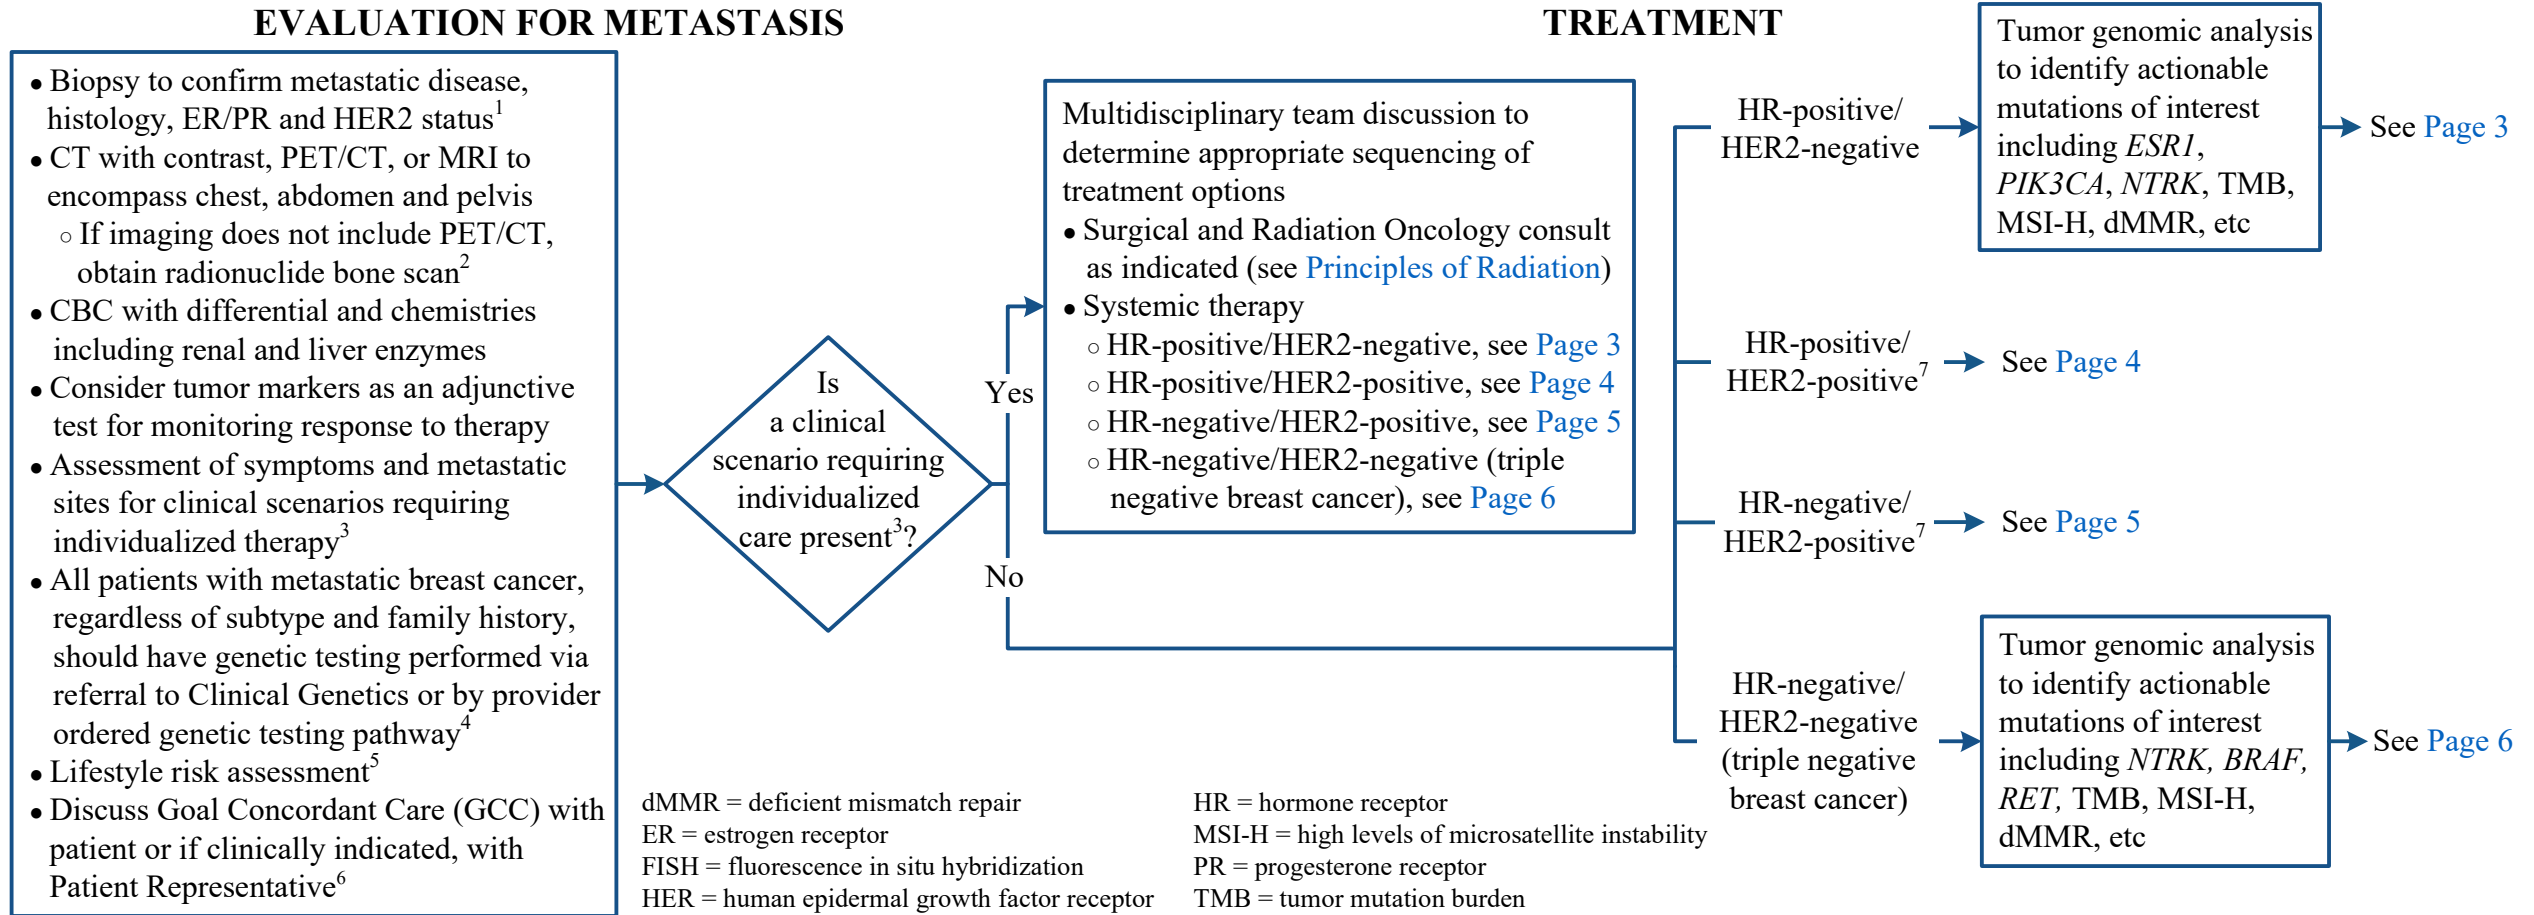 EVALUATION FOR METASTASIS
• Biopsy to confirm metastatic disease,
histology, ER/PR and HER2 status1
• CT with contrast, PET/CT, or MRI to
encompass chest, abdomen and pelvis
○ If imaging does not include PET/CT,
obtain radionuclide bone scan2
• CBC with differential and chemistries
including renal and liver enzymes
• Consider tumor markers as an adjunctive
test for monitoring response to therapy
• Assessment of symptoms and metastatic
sites for clinical scenarios requiring
individualized therapy3
• All patients with metastatic breast cancer,
regardless of subtype and family history,
should have genetic testing performed via
referral to Clinical Genetics or by provider
ordered genetic testing pathway4
• Lifestyle risk assessment5
• Discuss Goal Concordant Care (GCC) with
patient or if clinically indicated, with
Patient Representative6
Is
a clinical
scenario requiring
individualized
care present3?
Yes
No
TREATMENT
Multidisciplinary team discussion to
determine appropriate sequencing of
treatment options
• Surgical and Radiation Oncology consult
as indicated (see Principles of Radiation)
• Systemic therapy
○ HR-positive/HER2-negative, see Page 3
○ HR-positive/HER2-positive, see Page 4
○ HR-negative/HER2-positive, see Page 5
○ HR-negative/HER2-negative (triple
negative breast cancer), see Page 6
HR-positive/
HER2-negative
Tumor genomic analysis
to identify actionable
mutations of interest
including ESR1,
PIK3CA, NTRK, TMB,
MSI-H, dMMR, etc
See Page 3
HR-positive/
HER2-positive7
See Page 4
HR-negative/
HER2-positive7
See Page 5
HR-negative/
HER2-negative
(triple negative
breast cancer)
Tumor genomic analysis
to identify actionable
mutations of interest
including NTRK, BRAF,
RET, TMB, MSI-H,
dMMR, etc
See Page 6
dMMR = deficient mismatch repair
ER = estrogen receptor
FISH = fluorescence in situ hybridization
HER = human epidermal growth factor receptor
HR = hormone receptor
MSI-H = high levels of microsatellite instability
PR = progesterone receptor
TMB = tumor mutation burden